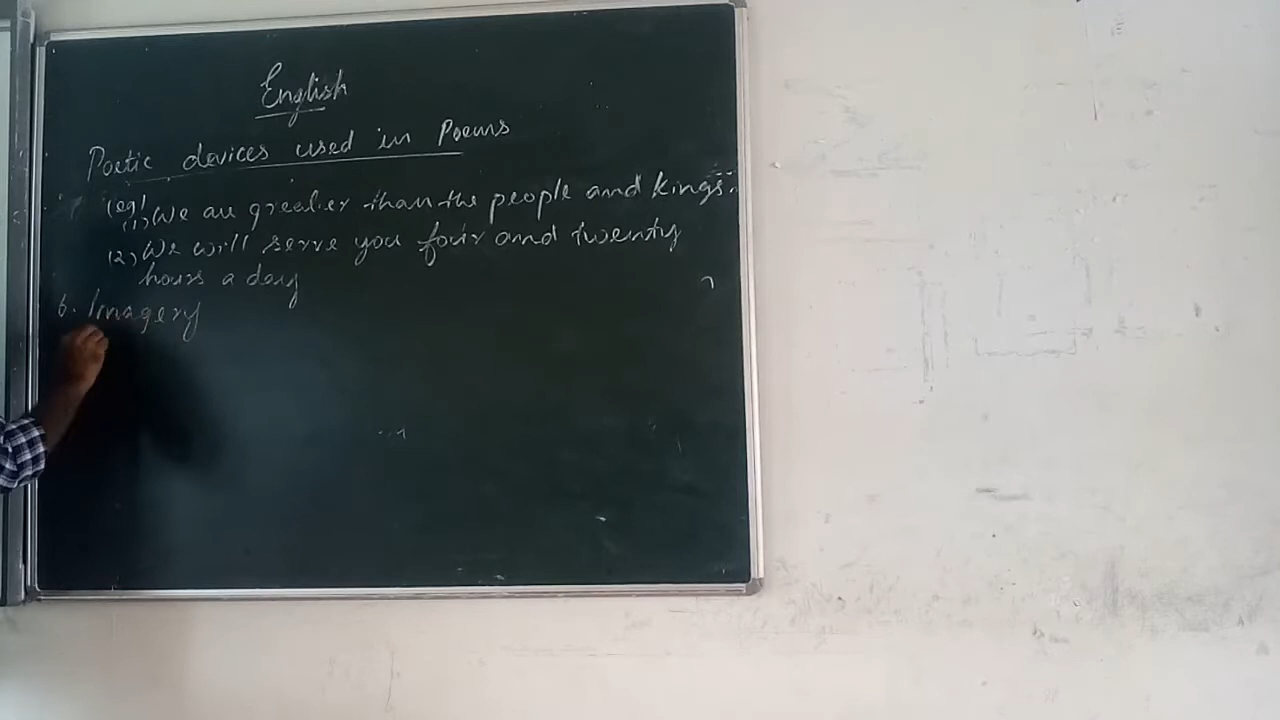 English
Poetic devices used in Poems
(eg)
(1) We are greater than the people and kings.
(2) We will serve you four and twenty
hours a day
6. Imagery